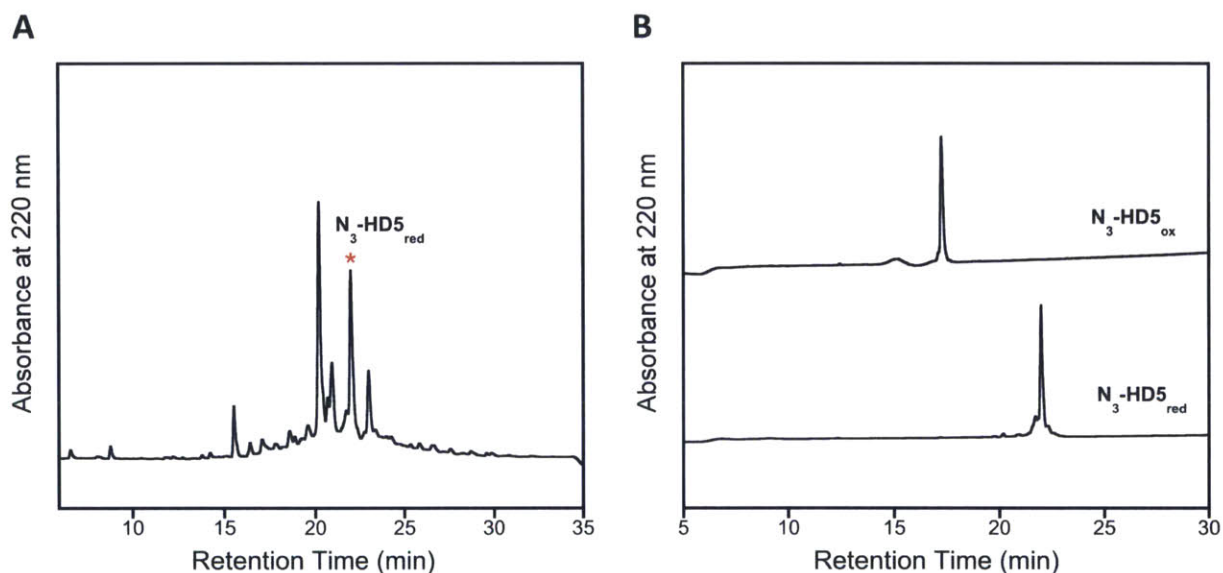 A
B
Absorbance at 220 nm
N3-HD5red
*
10 15 20 25 30 35
Retention Time (min)
Absorbance at 220 nm
N3-HD5ox
N3-HD5red
5 10 15 20 25 30
Retention Time (min)